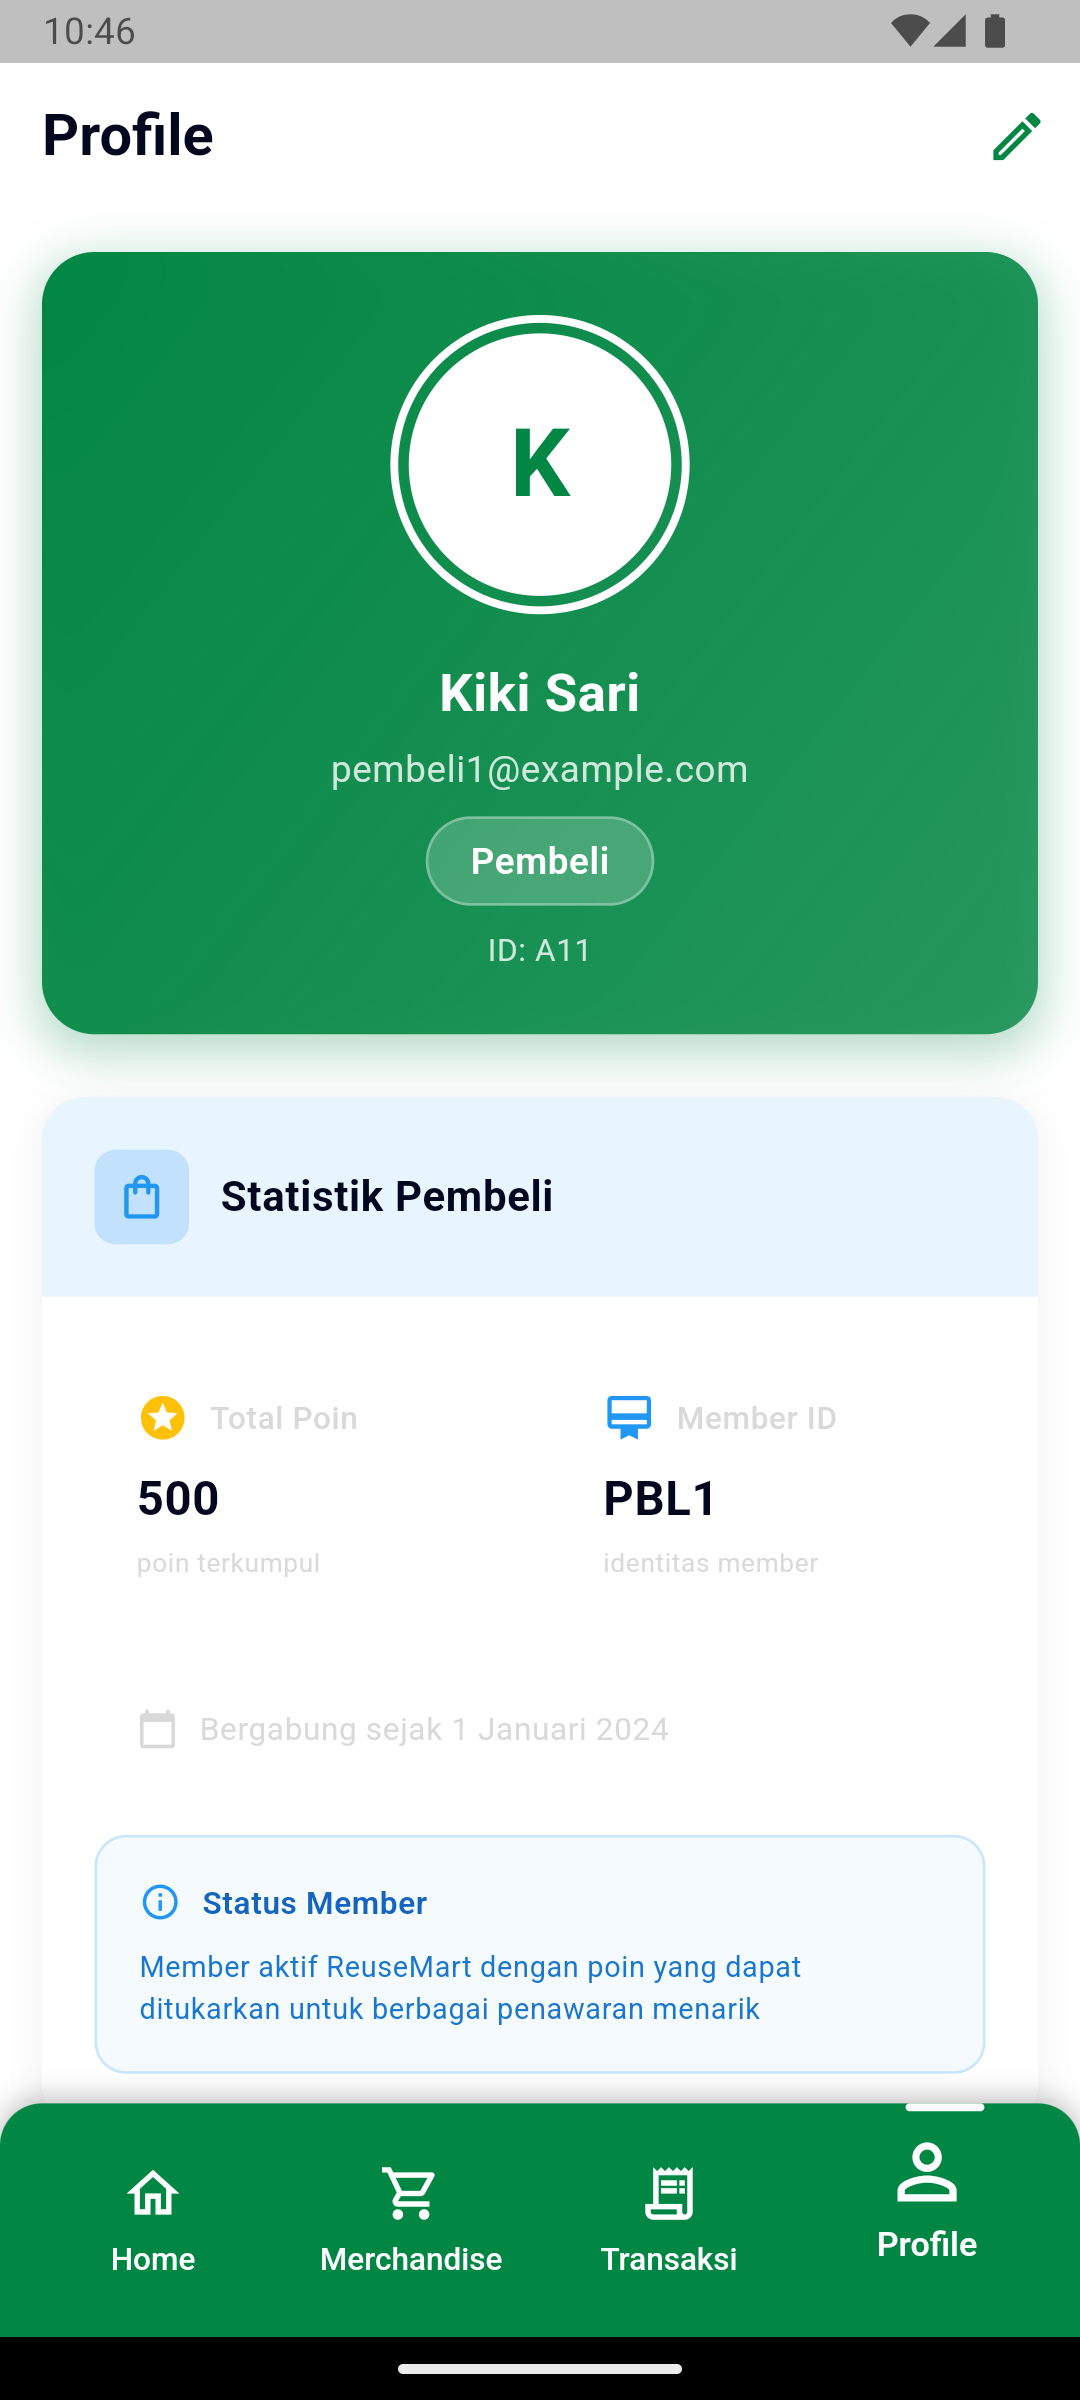 10:46
Profile
K
Kiki Sari
pembeli1@example.com
Pembeli
ID: A11
Statistik Pembeli
Total Poin
Member ID
500
PBL1
poin terkumpul
identitas member
Bergabung sejak 1 Januari 2024
Status Member
Member aktif ReuseMart dengan poin yang dapat
ditukarkan untuk berbagai penawaran menarik
Home
Merchandise
Transaksi
Profile